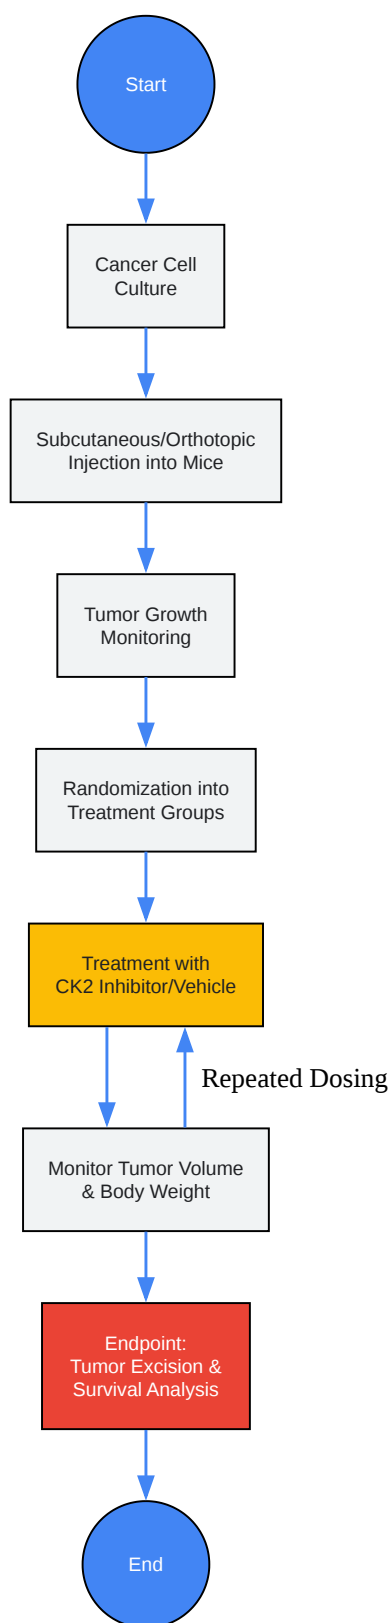 Start
Cancer Cell
Culture
Subcutaneous/Orthotopic
Injection into Mice
Tumor Growth
Monitoring
Randomization into
Treatment Groups
Treatment with
CK2 Inhibitor/Vehicle
Repeated Dosing
Monitor Tumor Volume
& Body Weight
Endpoint:
Tumor Excision &
Survival Analysis
End